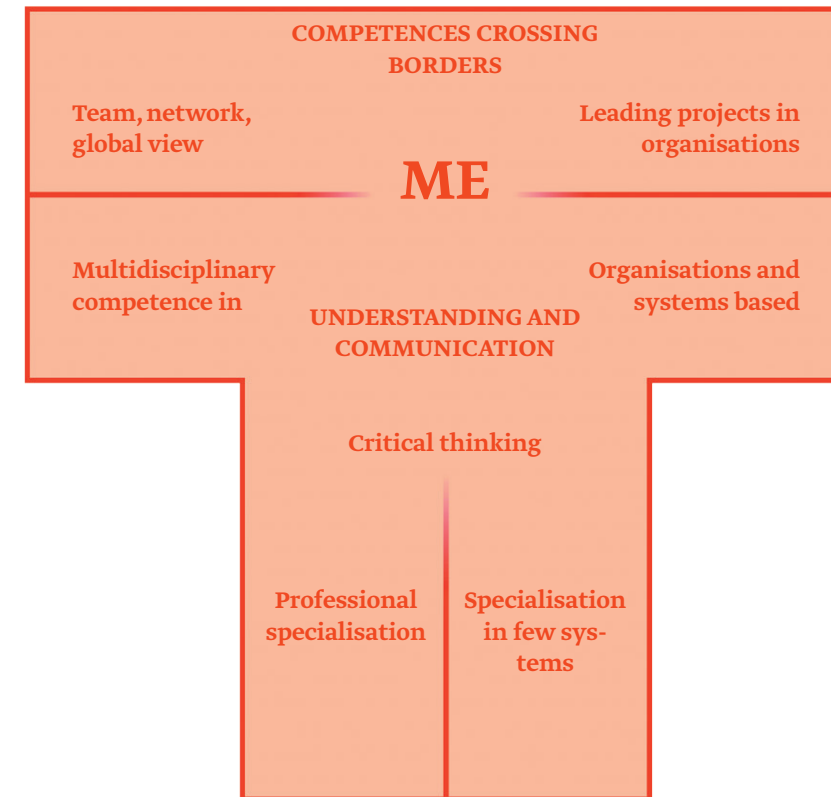 COMPETENCES CROSSING
BORDERS
Team, network,
global view
Leading projects in
organisations
ME
Multidisciplinary
competence in
Organisations and
systems based
UNDERSTANDING AND
COMMUNICATION
Critical thinking
Professional
specialisation
Specialisation
in few sys-
tems